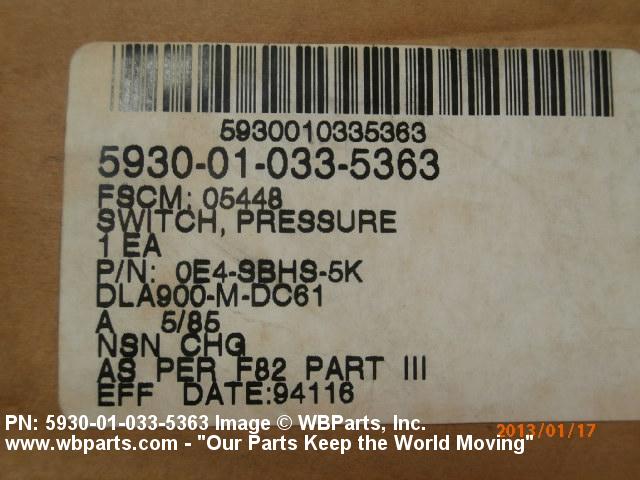 5930010335363
5930-01-033-5363
FSCM: 05448
SWITCH, PRESSURE
1 EA
P/N: 0E4-SBHS-5K
DLA900-M-DC61
A 5/85
NSN CHG
AS PER F82 PART III
EFF DATE:94116
PN: 5930-01-033-5363 Image © WBParts, Inc.
2013/01/17
www.wbparts.com - "Our Parts Keep the World Moving"